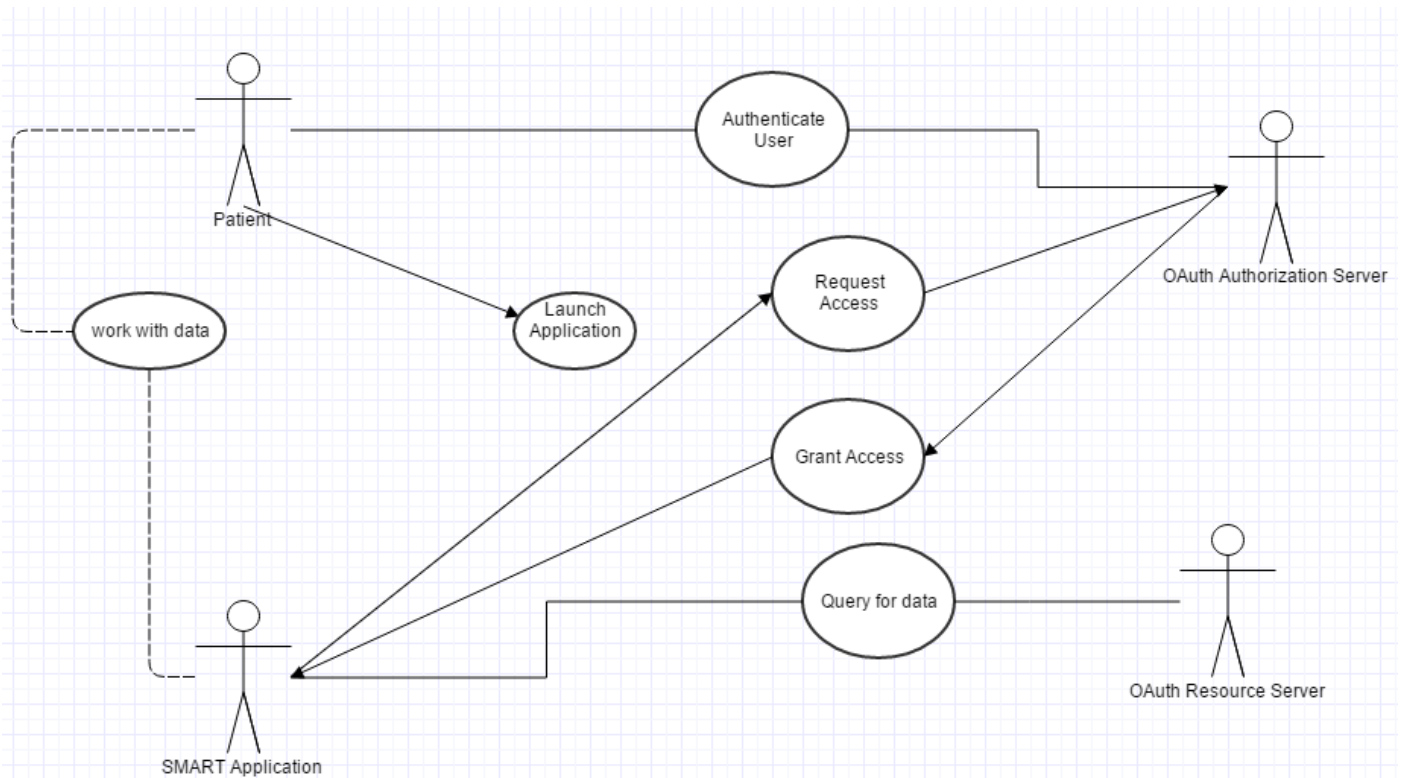 Authenticate
User
Patient
OAuth Authorization Server
Request
Access
Launch
Application
work with data
Grant Access
Query for data
OAuth Resource Server
SMART Application